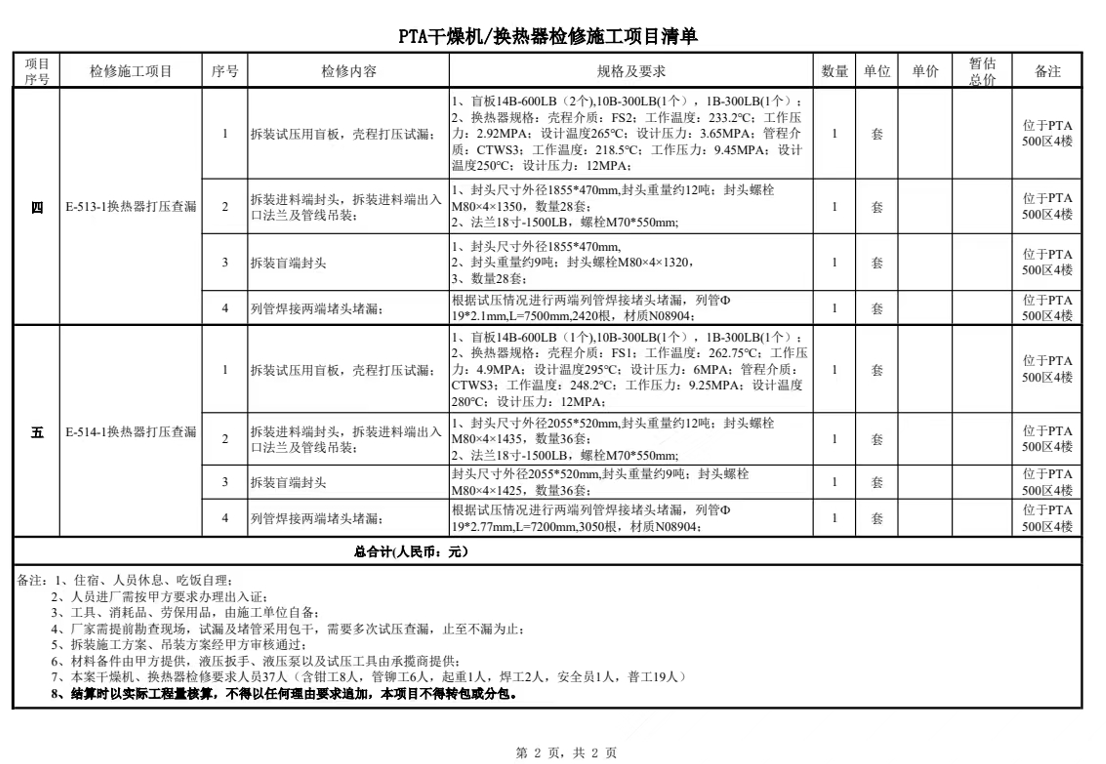 PTA干燥机/换热器检修施工项目清单
项目
序号
检修施工项目
序号
检修内容
规格及要求
数量
单位
单价
暂估
总价
备注
四
E-513-1换热器打压查漏
1
拆装试压用盲板，壳程打压试漏；
1、盲板14B-600LB（2个),10B-300LB(1个），1B-300LB(1个）；
2、换热器规格：壳程介质：FS2；工作温度：233.2℃；工作压
力：2.92MPA；设计温度265℃；设计压力：3.65MPA；管程介
质：CTWS3；工作温度：218.5℃；工作压力：9.45MPA；设计
温度250℃；设计压力：12MPA；
1
套
位于PTA
500区4楼
2
拆装进料端封头，拆装进料端出入
口法兰及管线吊装；
1、封头尺寸外径1855*470mm,封头重量约12吨；封头螺栓
M80×4×1350，数量28套；
2、法兰18寸-1500LB，螺栓M70*550mm;
1
套
位于PTA
500区4楼
3
拆装盲端封头
1、封头尺寸外径1855*470mm,
2、封头重量约9吨；封头螺栓M80×4×1320，
3、数量28套；
1
套
位于PTA
500区4楼
4
列管焊接两端堵头堵漏；
根据试压情况进行两端列管焊接堵头堵漏，列管Φ
19*2.1mm,L=7500mm,2420根，材质N08904；
1
套
位于PTA
500区4楼
五
E-514-1换热器打压查漏
1
拆装试压用盲板，壳程打压试漏；
1、盲板14B-600LB（1个),10B-300LB(1个），1B-300LB(1个）；
2、换热器规格：壳程介质：FS1；工作温度：262.75℃；工作压
力：4.9MPA；设计温度295℃；设计压力：6MPA；管程介质：
CTWS3；工作温度：248.2℃；工作压力：9.25MPA；设计温度
280℃；设计压力：12MPA；
1
套
位于PTA
500区4楼
2
拆装进料端封头，拆装进料端出入
口法兰及管线吊装；
1、封头尺寸外径2055*520mm,封头重量约12吨；封头螺栓
M80×4×1435，数量36套；
2、法兰18寸-1500LB，螺栓M70*550mm;
1
套
位于PTA
500区4楼
3
拆装盲端封头
封头尺寸外径2055*520mm,封头重量约9吨；封头螺栓
M80×4×1425，数量36套；
1
套
位于PTA
500区4楼
4
列管焊接两端堵头堵漏；
根据试压情况进行两端列管焊接堵头堵漏，列管Φ
19*2.77mm,L=7200mm,3050根，材质N08904；
1
套
位于PTA
500区4楼
总合计(人民币：元）
备注：1、住宿、人员休息、吃饭自理；
2、人员进厂需按甲方要求办理出入证；
3、工具、消耗品、劳保用品，由施工单位自备；
4、厂家需提前勘查现场，试漏及堵管采用包干，需要多次试压查漏，止至不漏为止；
5、拆装施工方案、吊装方案经甲方审核通过；
6、材料备件由甲方提供，液压扳手、液压泵以及试压工具由承揽商提供；
7、本案干燥机、换热器检修要求人员37人（含钳工8人，管铆工6人，起重1人，焊工2人，安全员1人，普工19人）
8、结算时以实际工程量核算，不得以任何理由要求追加，本项目不得转包或分包。
第 2 页，共 2 页